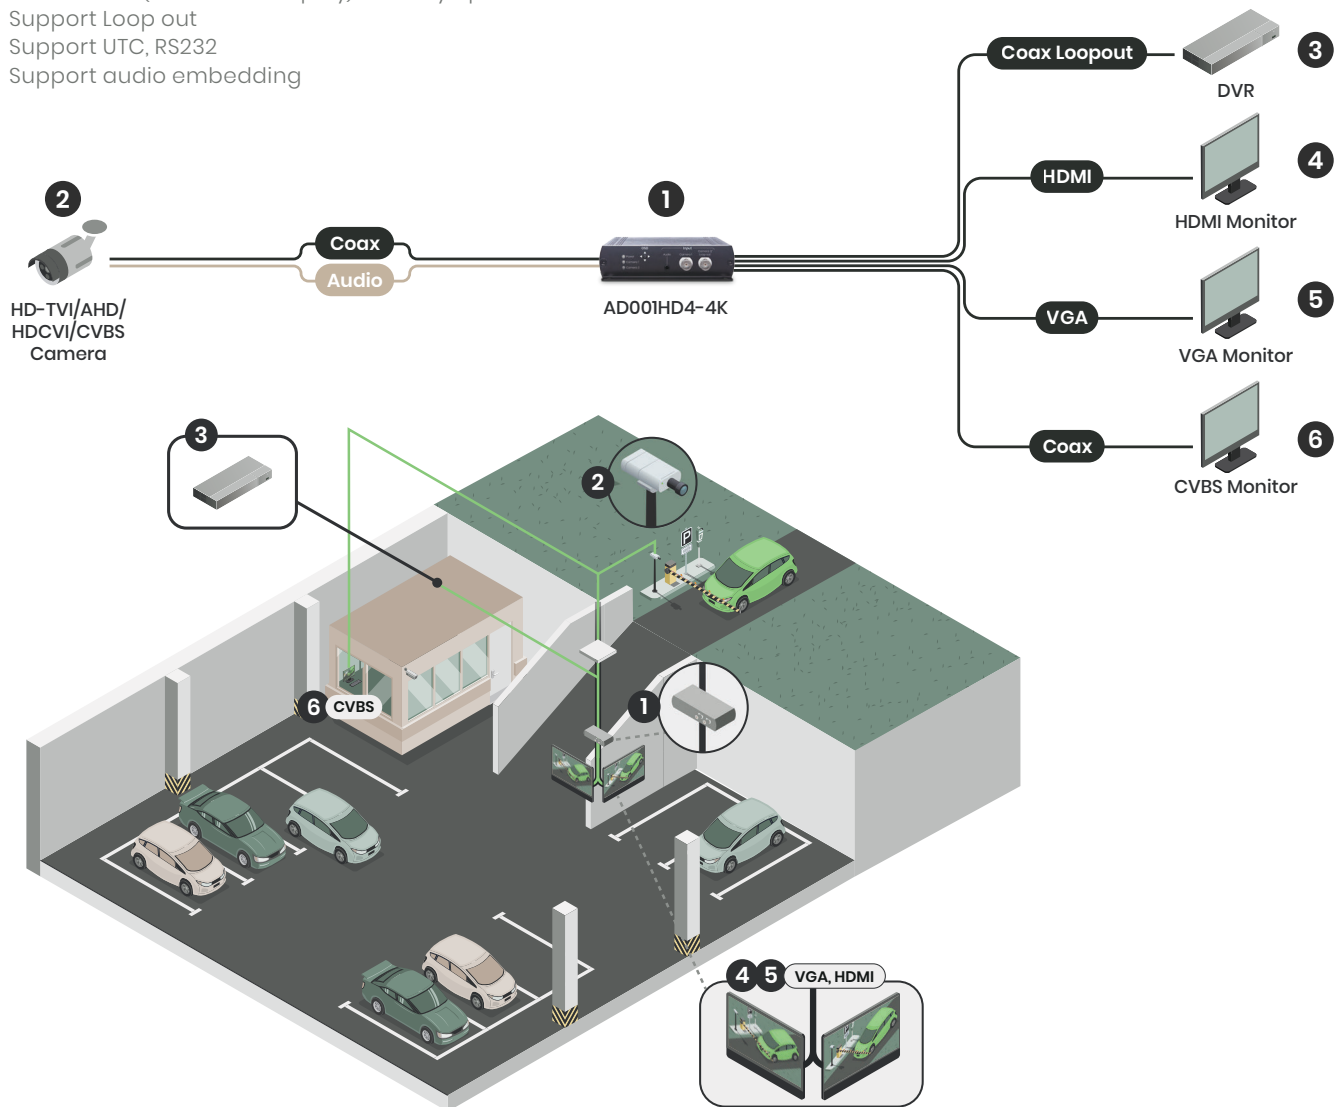 Support Loop out
Support UTC, RS232
Support audio embedding
Coax Loopout
3
DVR
HDMI
4
HDMI Monitor
2
1
Coax
Audio
HD-TVI/AHD/
HDCVI/CVBS
Camera
AD001HD4-4K
VGA
5
VGA Monitor
Coax
6
CVBS Monitor
3
2
P
1
6 CVBS
4 5 VGA, HDMI